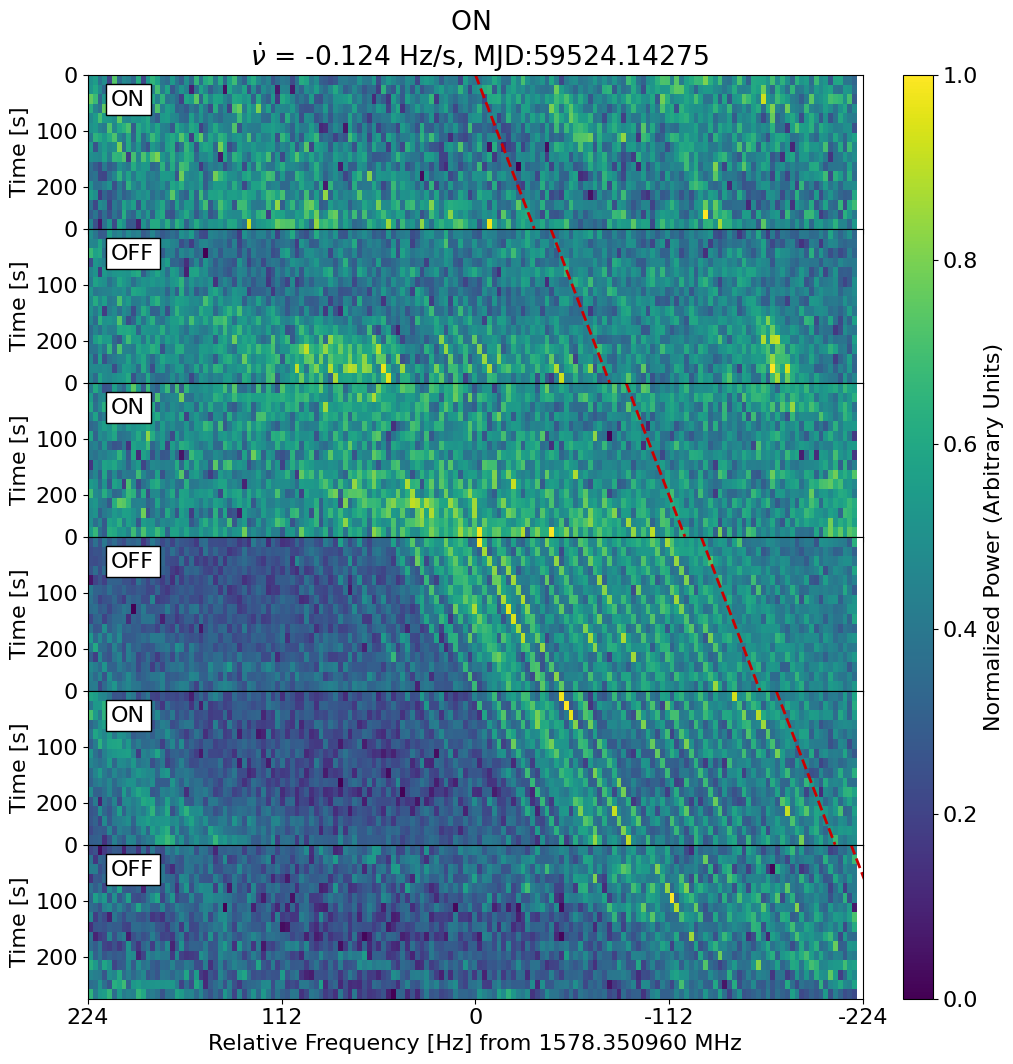 ON
ν̇ = -0.124 Hz/s, MJD:59524.14275
0
ON
100
200
Time [s]
0
OFF
100
200
Time [s]
0
ON
100
200
Time [s]
0
OFF
100
200
Time [s]
0
ON
100
200
Time [s]
0
OFF
100
200
Time [s]
224 112 0 -112 -224
Relative Frequency [Hz] from 1578.350960 MHz
1.0
0.8
0.6
0.4
0.2
0.0
Normalized Power (Arbitrary Units)